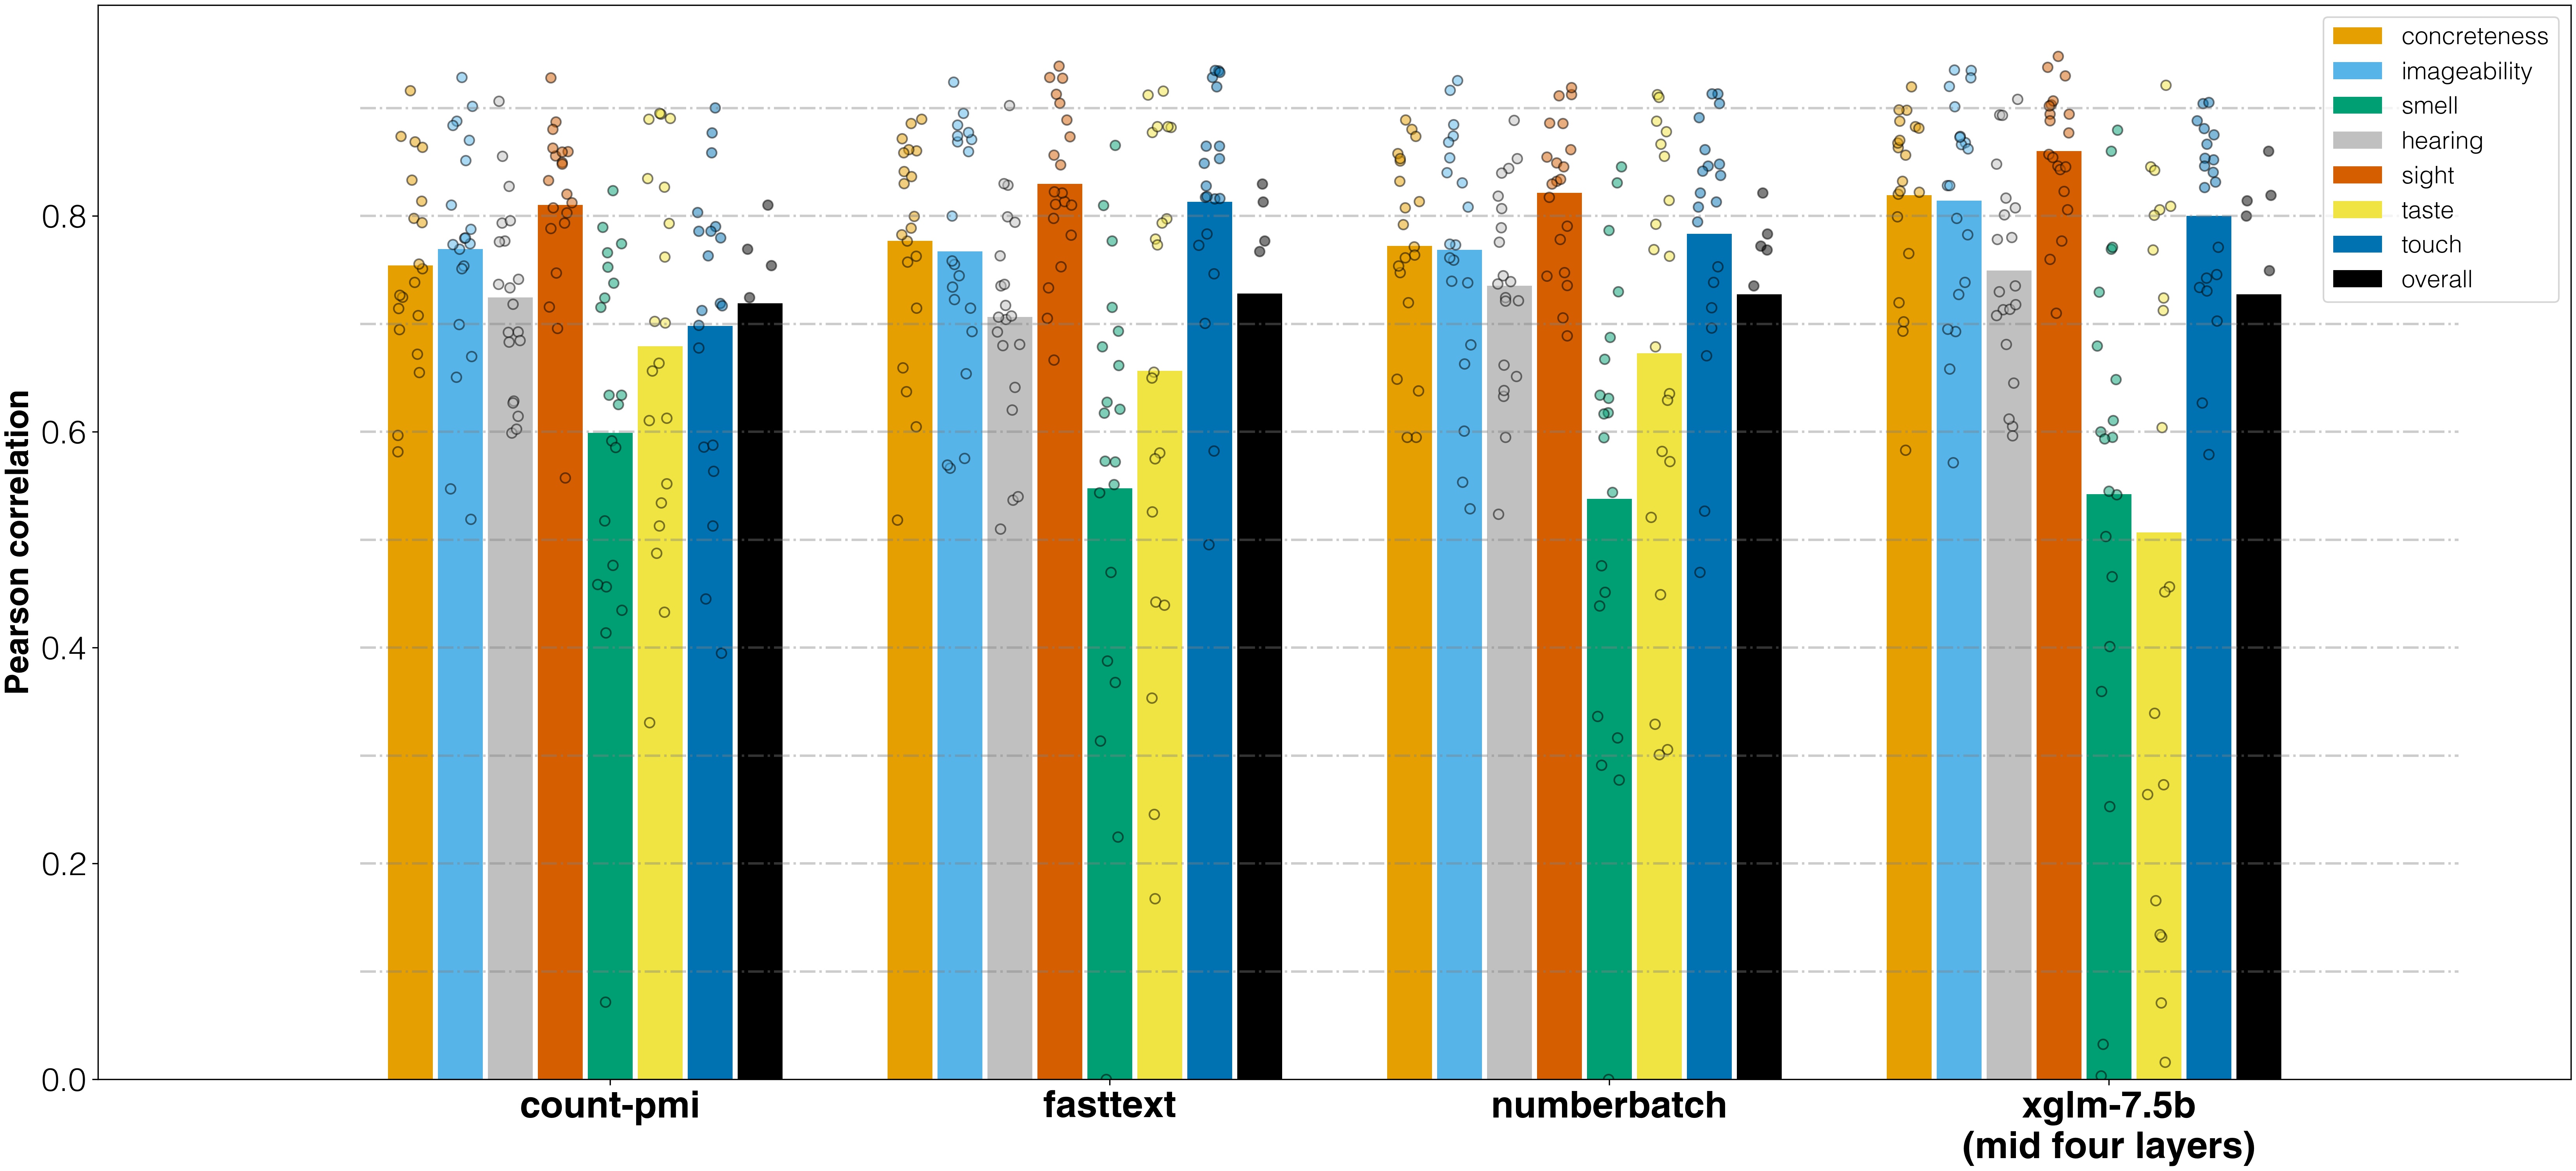 Pearson correlation
0.8
0.6
0.4
0.2
0.0
count-pmi
fasttext
numberbatch
xglm-7.5b
(mid four layers)
concreteness
imageability
smell
hearing
sight
taste
touch
overall